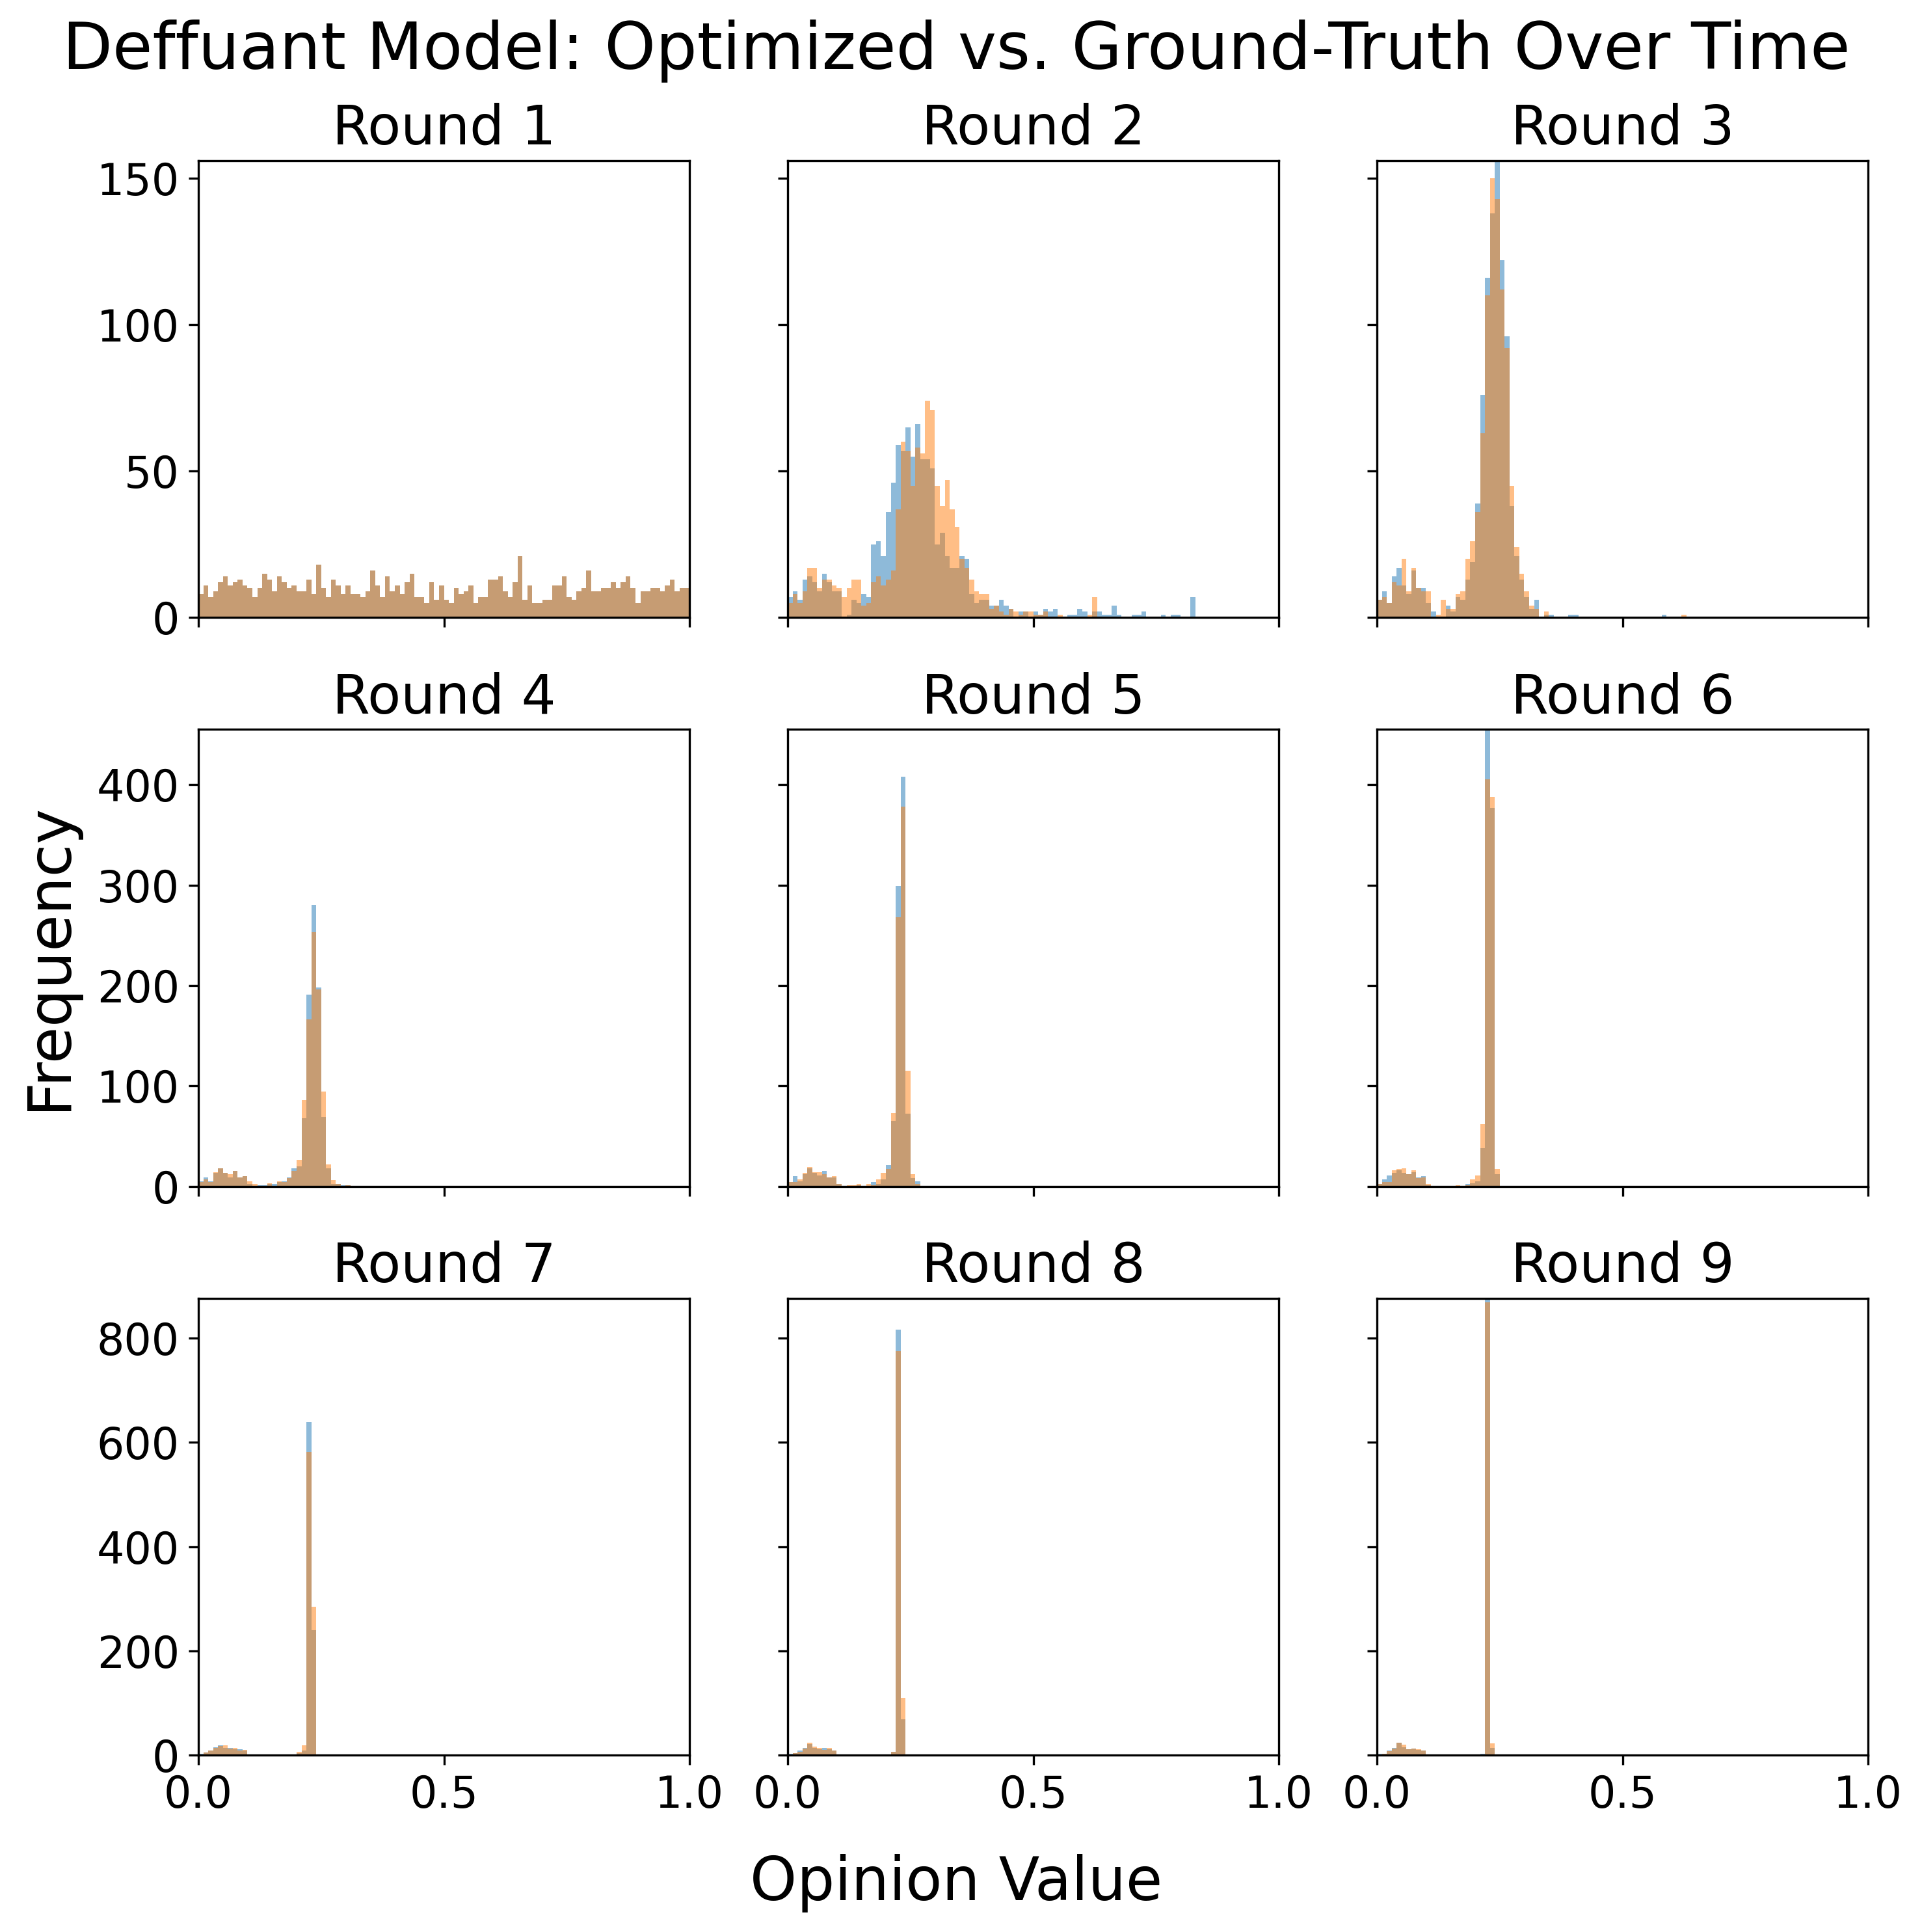 Deffuant Model: Optimized vs. Ground-Truth Over Time
Round 1
Round 2
Round 3
150
100
50
0
Round 4
Round 5
Round 6
Frequency
400
300
200
100
0
Round 7
Round 8
Round 9
800
600
400
200
0
0.0 0.5 1.0 0.0 0.5 1.0 0.0 0.5 1.0
Opinion Value